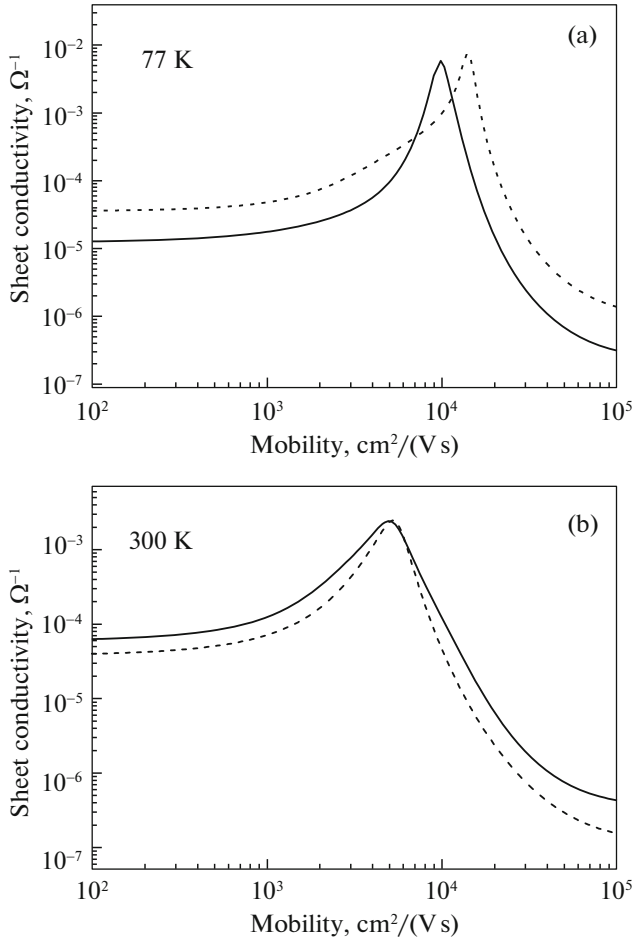 (a)
77 K
Sheet conductivity, Ω⁻¹
10⁻²
10⁻³
10⁻⁴
10⁻⁵
10⁻⁶
10⁻⁷
10² 10³ 10⁴ 10⁵
Mobility, cm²/(V s)
(b)
300 K
Sheet conductivity, Ω⁻¹
10⁻³
10⁻⁴
10⁻⁵
10⁻⁶
10⁻⁷
10² 10³ 10⁴ 10⁵
Mobility, cm²/(V s)